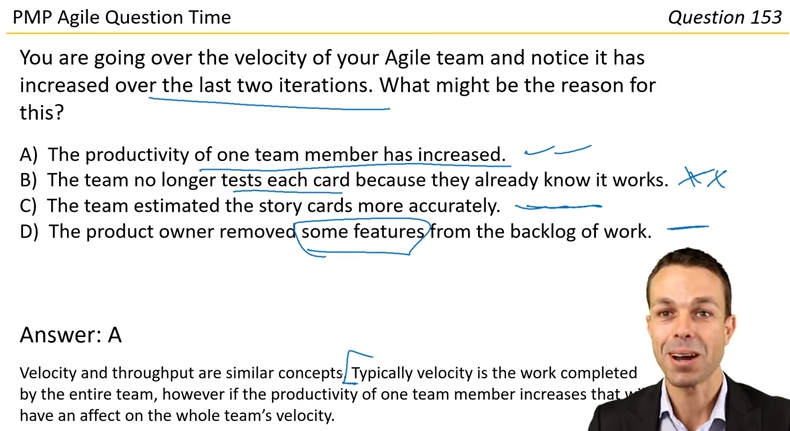 PMP Agile Question Time
Question 153
You are going over the velocity of your Agile team and notice it has
increased over the last two iterations. What might be the reason for
this?
A) The productivity of one team member has increased.
B) The team no longer tests each card because they already know it works.
C) The team estimated the story cards more accurately.
D) The product owner removed some features from the backlog of work.
Answer: A
Velocity and throughput are similar concepts. Typically velocity is the work completed
by the entire team, however if the productivity of one team member increases that
have an affect on the whole team's velocity.